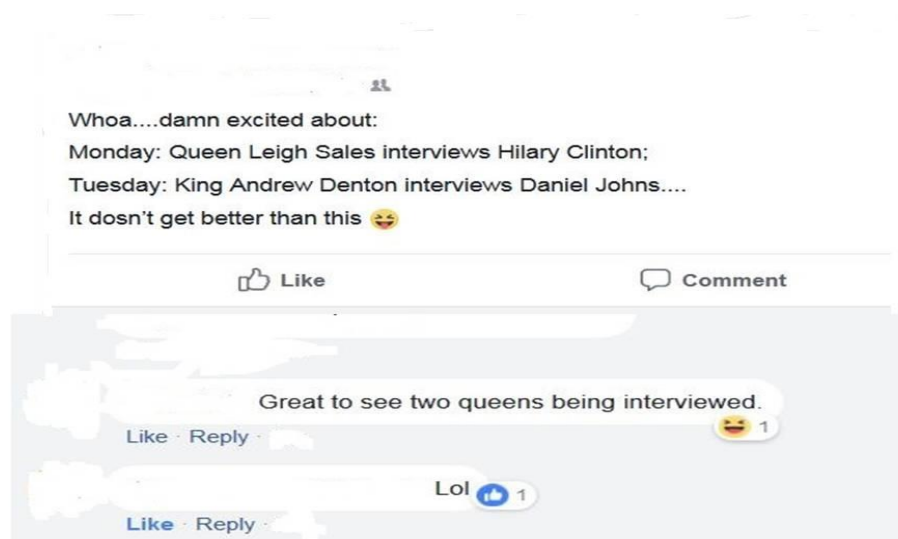 Whoa....damn excited about:
Monday: Queen Leigh Sales interviews Hilary Clinton;
Tuesday: King Andrew Denton interviews Daniel Johns....
It dosn't get better than this 😝
Like Comment
Great to see two queens being interviewed.
😆 1
Like · Reply ·
Lol 👍 1
Like · Reply ·